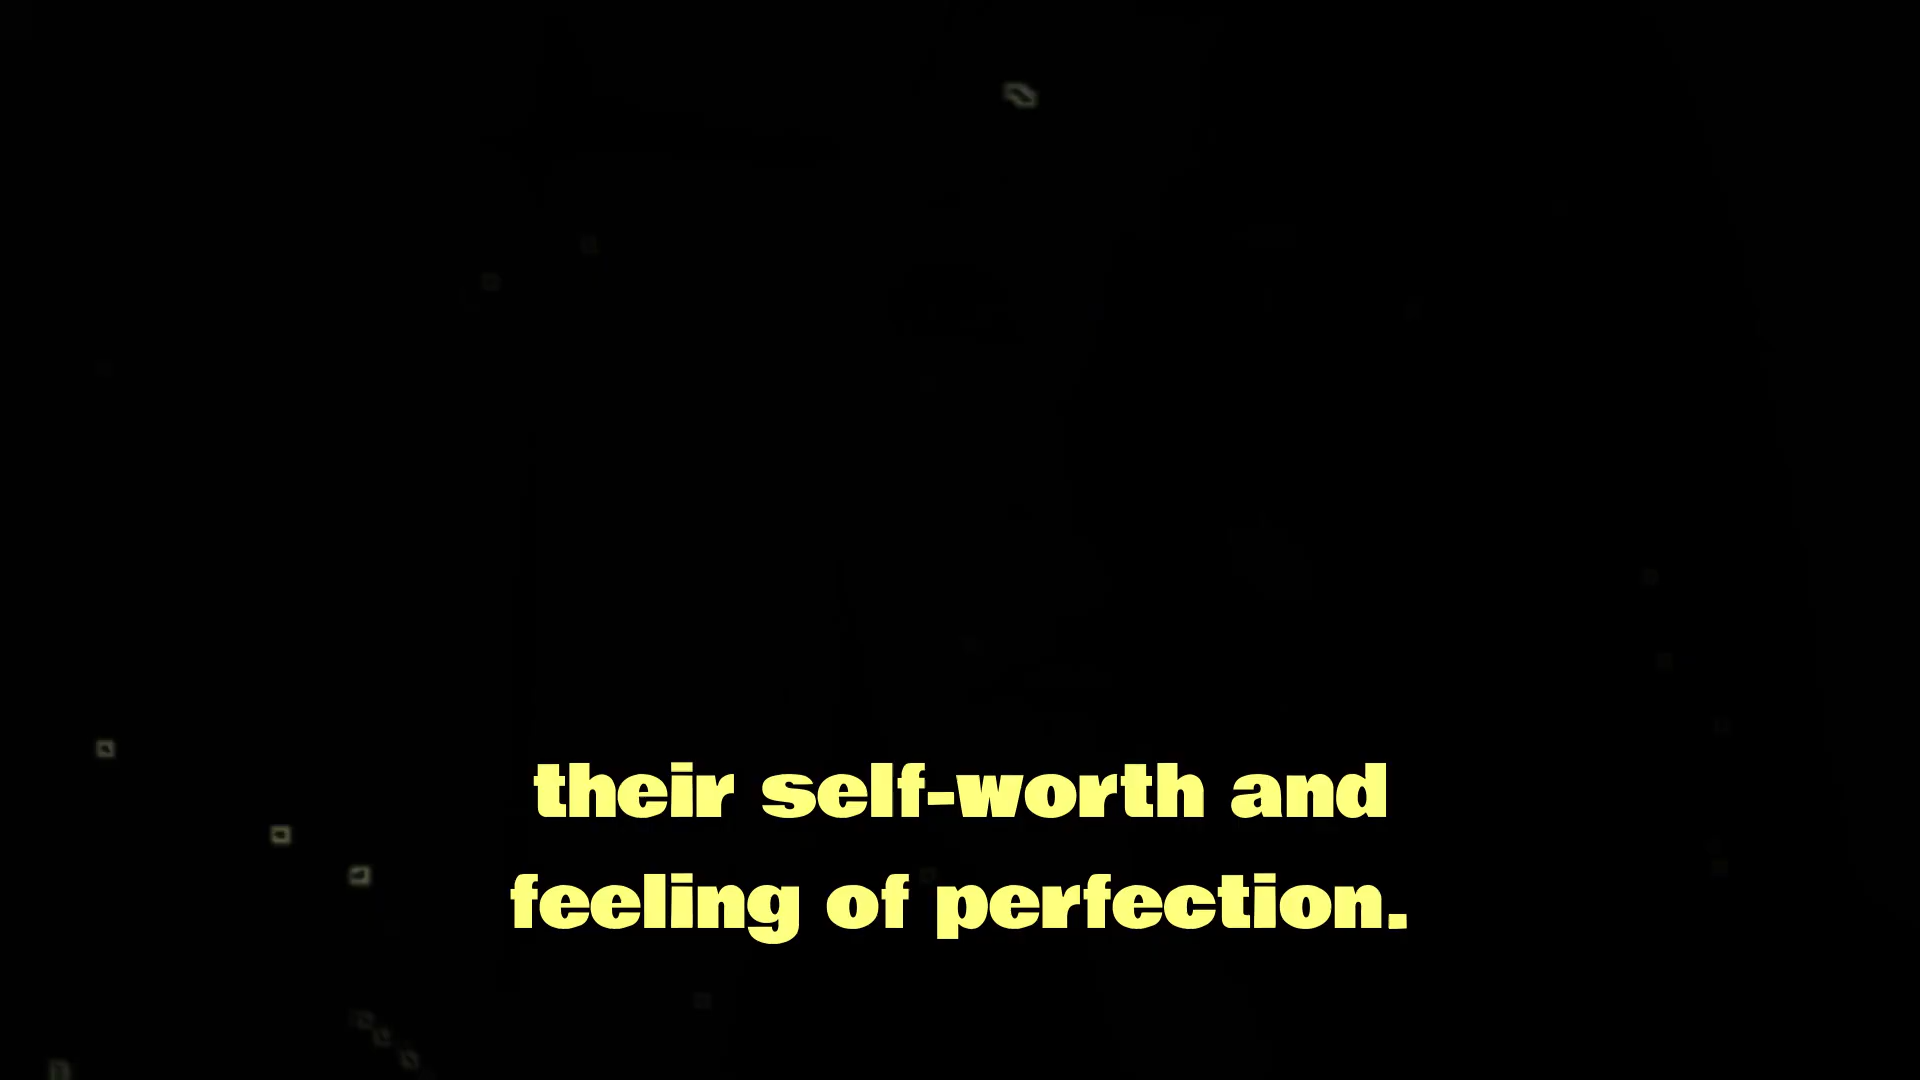 their self-worth and
feeling of perfection.